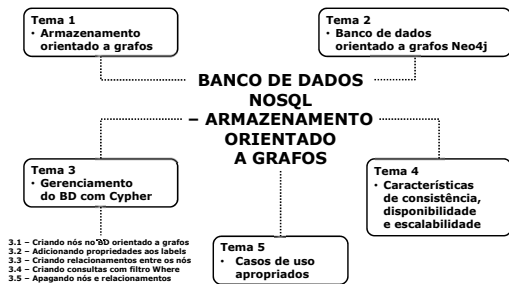 Tema 1
• Armazenamento
orientado a grafos
Tema 2
• Banco de dados
orientado a grafos Neo4j
BANCO DE DADOS
NOSQL
– ARMAZENAMENTO
ORIENTADO
A GRAFOS
Tema 3
• Gerenciamento
do BD com Cypher
Tema 4
• Características
de consistência,
disponibilidade
e escalabilidade
3.1 – Criando nós no BD orientado a grafos
3.2 – Adicionando propriedades aos labels
3.3 – Criando relacionamentos entre os nós
3.4 – Criando consultas com filtro Where
3.5 – Apagando nós e relacionamentos
Tema 5
• Casos de uso
apropriados